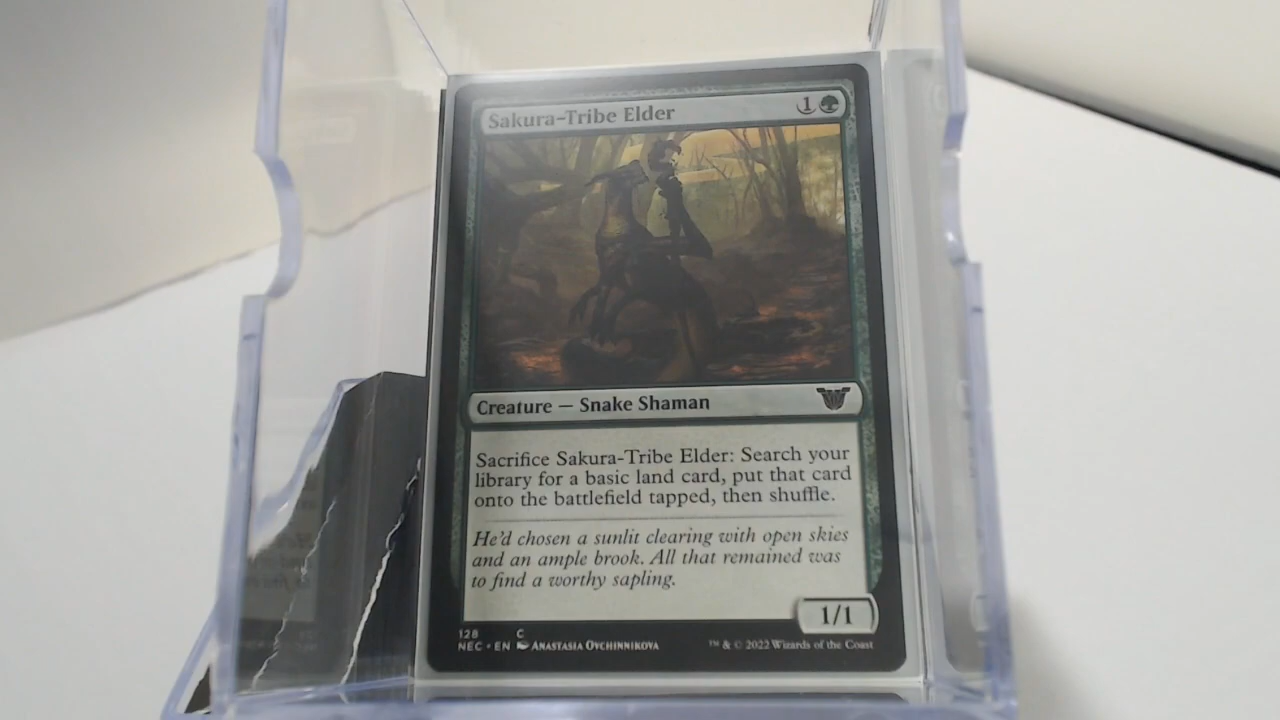 Sakura-Tribe Elder 1
Creature — Snake Shaman
Sacrifice Sakura-Tribe Elder: Search your
library for a basic land card, put that card
onto the battlefield tapped, then shuffle.
He'd chosen a sunlit clearing with open skies
and an ample brook. All that remained was
to find a worthy sapling.
1/1
128 C
NEC • EN ANASTASIA OVCHINNIKOVA ™ & © 2022 Wizards of the Coast